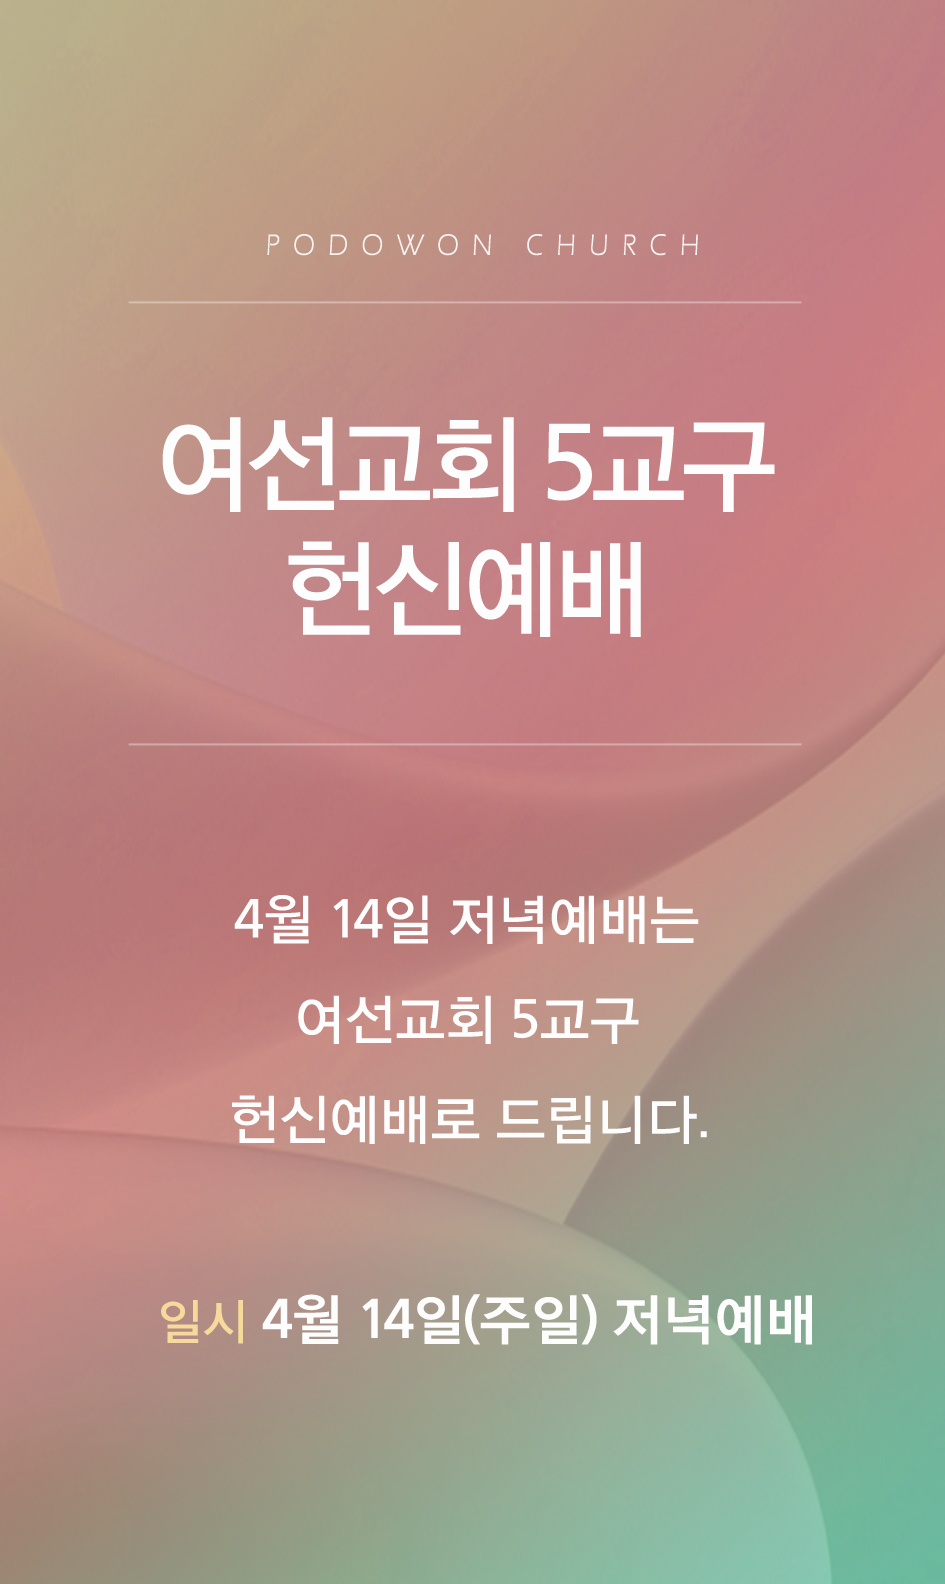 PODOWON CHURCH
여선교회 5교구
헌신예배
4월 14일 저녁예배는
여선교회 5교구
헌신예배로 드립니다.
일시 4월 14일(주일) 저녁예배